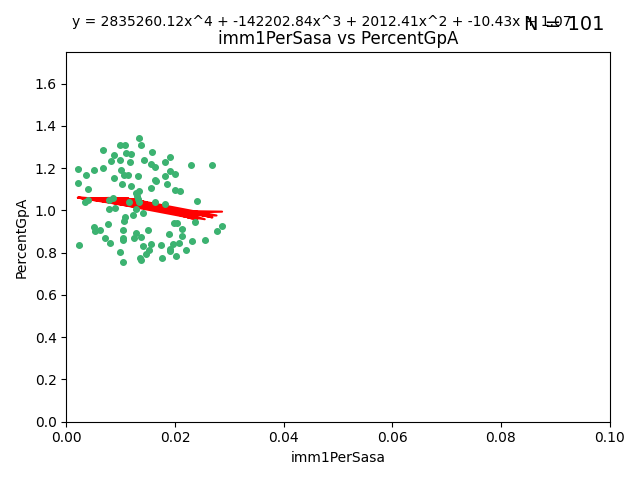 y = 2835260.12x^4 + -142202.84x^3 + 2012.41x^2 + -10.43x + 1.07
N = 101
imm1PerSasa vs PercentGpA
1.6
1.4
1.2
1.0
0.8
0.6
0.4
0.2
0.0
PercentGpA
0.00 0.02 0.04 0.06 0.08 0.10
imm1PerSasa